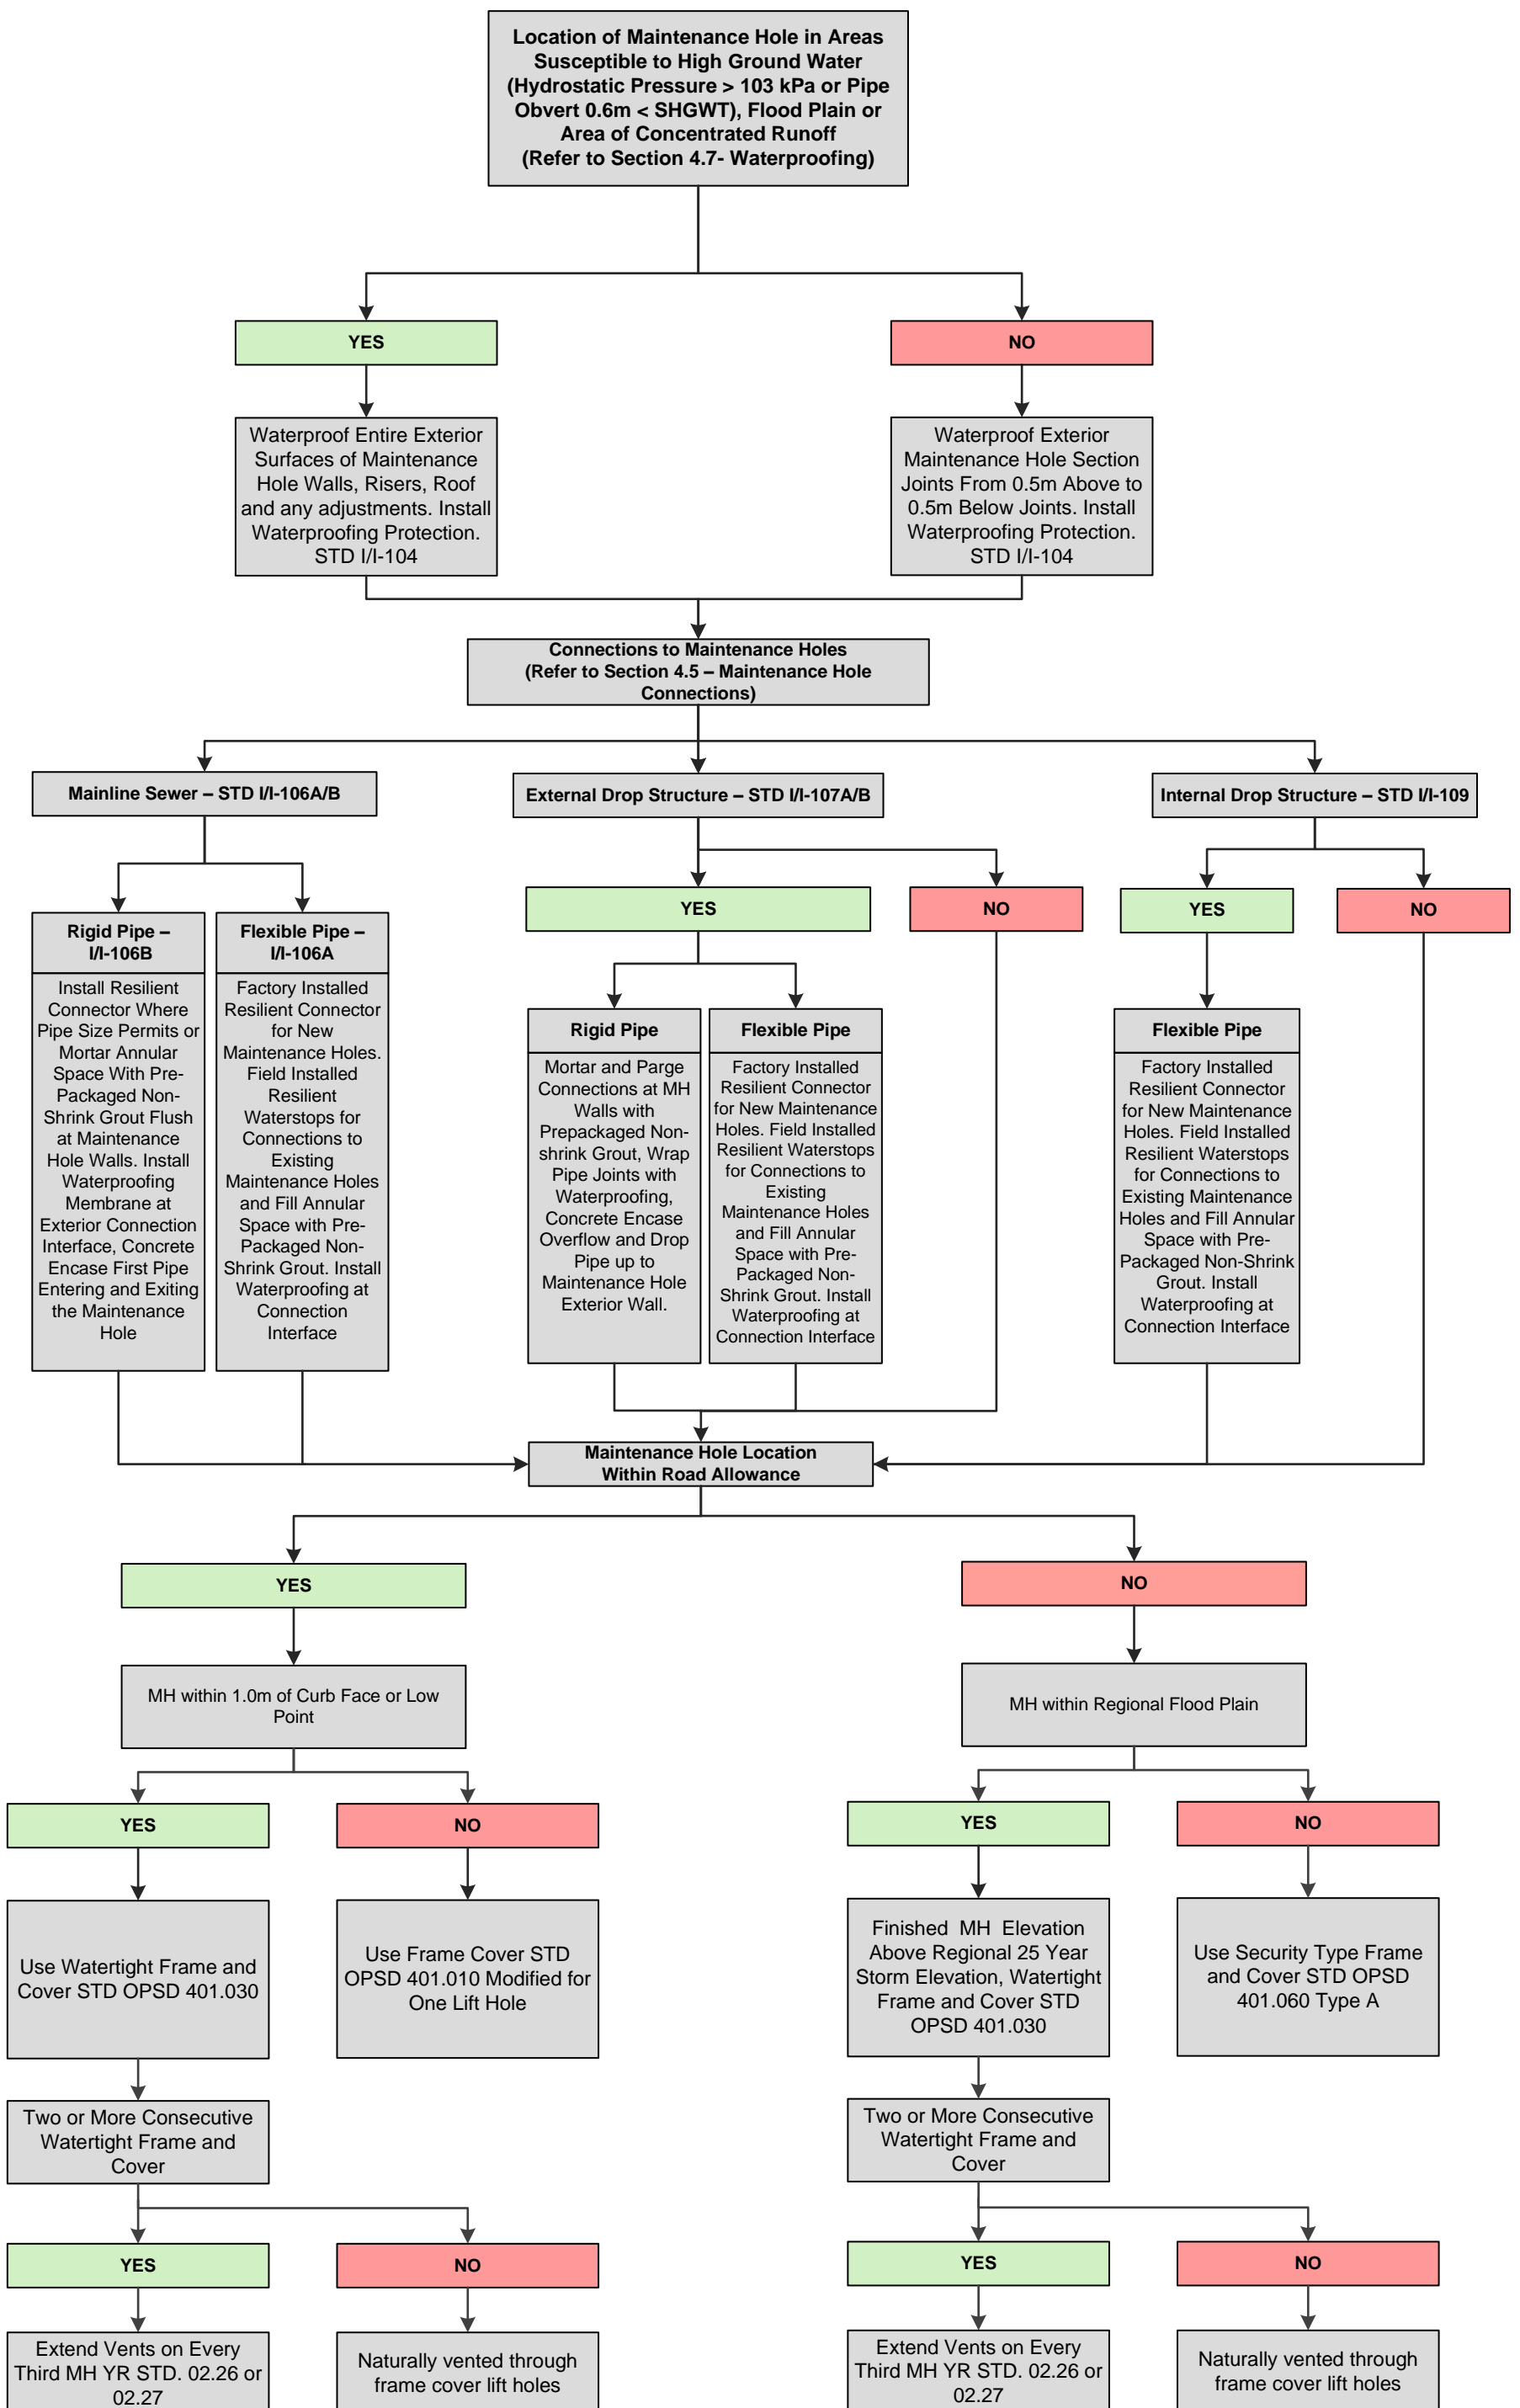 Location of Maintenance Hole in Areas
Susceptible to High Ground Water
(Hydrostatic Pressure > 103 kPa or Pipe
Obvert 0.6m < SHGWT), Flood Plain or
Area of Concentrated Runoff
(Refer to Section 4.7- Waterproofing)
YES
NO
Waterproof Entire Exterior
Surfaces of Maintenance
Hole Walls, Risers, Roof
and any adjustments. Install
Waterproofing Protection.
STD I/I-104
Waterproof Exterior
Maintenance Hole Section
Joints From 0.5m Above to
0.5m Below Joints. Install
Waterproofing Protection.
STD I/I-104
Connections to Maintenance Holes
(Refer to Section 4.5 – Maintenance Hole
Connections)
Mainline Sewer – STD I/I-106A/B
External Drop Structure – STD I/I-107A/B
Internal Drop Structure – STD I/I-109
YES
NO
YES
NO
Rigid Pipe –
I/I-106B
Install Resilient
Connector Where
Pipe Size Permits or
Mortar Annular
Space With Pre-
Packaged Non-
Shrink Grout Flush
at Maintenance
Hole Walls. Install
Waterproofing
Membrane at
Exterior Connection
Interface, Concrete
Encase First Pipe
Entering and Exiting
the Maintenance
Hole
Flexible Pipe –
I/I-106A
Factory Installed
Resilient Connector
for New
Maintenance Holes.
Field Installed
Resilient
Waterstops for
Connections to
Existing
Maintenance Holes
and Fill Annular
Space with Pre-
Packaged Non-
Shrink Grout. Install
Waterproofing at
Connection
Interface
Rigid Pipe
Mortar and Parge
Connections at MH
Walls with
Prepackaged Non-
shrink Grout, Wrap
Pipe Joints with
Waterproofing,
Concrete Encase
Overflow and Drop
Pipe up to
Maintenance Hole
Exterior Wall.
Flexible Pipe
Factory Installed
Resilient Connector
for New Maintenance
Holes. Field Installed
Resilient Waterstops
for Connections to
Existing
Maintenance Holes
and Fill Annular
Space with Pre-
Packaged Non-
Shrink Grout. Install
Waterproofing at
Connection Interface
Flexible Pipe
Factory Installed
Resilient Connector
for New Maintenance
Holes. Field Installed
Resilient Waterstops
for Connections to
Existing Maintenance
Holes and Fill Annular
Space with Pre-
Packaged Non-Shrink
Grout. Install
Waterproofing at
Connection Interface
Maintenance Hole Location
Within Road Allowance
YES
NO
MH within 1.0m of Curb Face or Low
Point
MH within Regional Flood Plain
YES
NO
YES
NO
Use Watertight Frame and
Cover STD OPSD 401.030
Use Frame Cover STD
OPSD 401.010 Modified for
One Lift Hole
Finished MH Elevation
Above Regional 25 Year
Storm Elevation, Watertight
Frame and Cover STD
OPSD 401.030
Use Security Type Frame
and Cover STD OPSD
401.060 Type A
Two or More Consecutive
Watertight Frame and
Cover
Two or More Consecutive
Watertight Frame and
Cover
YES
NO
YES
NO
Extend Vents on Every
Third MH YR STD. 02.26 or
02.27
Naturally vented through
frame cover lift holes
Extend Vents on Every
Third MH YR STD. 02.26 or
02.27
Naturally vented through
frame cover lift holes